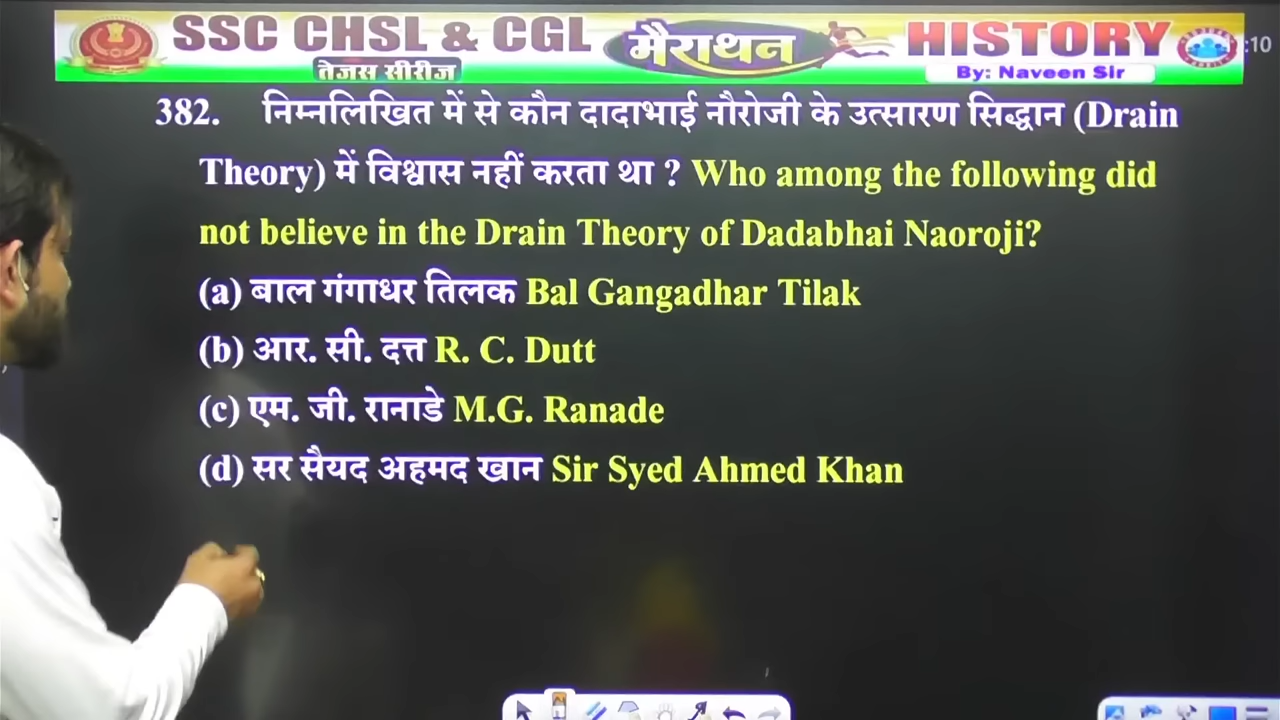 SSC CHSL & CGL मैराथन HISTORY :10
तेजस सीरीज By: Naveen Sir
382. निम्नलिखित में से कौन दादाभाई नौरोजी के उत्सारण सिद्धान (Drain
Theory) में विश्वास नहीं करता था ? Who among the following did
not believe in the Drain Theory of Dadabhai Naoroji?
(a) बाल गंगाधर तिलक Bal Gangadhar Tilak
(b) आर. सी. दत्त R. C. Dutt
(c) एम. जी. रानाडे M.G. Ranade
(d) सर सैयद अहमद खान Sir Syed Ahmed Khan